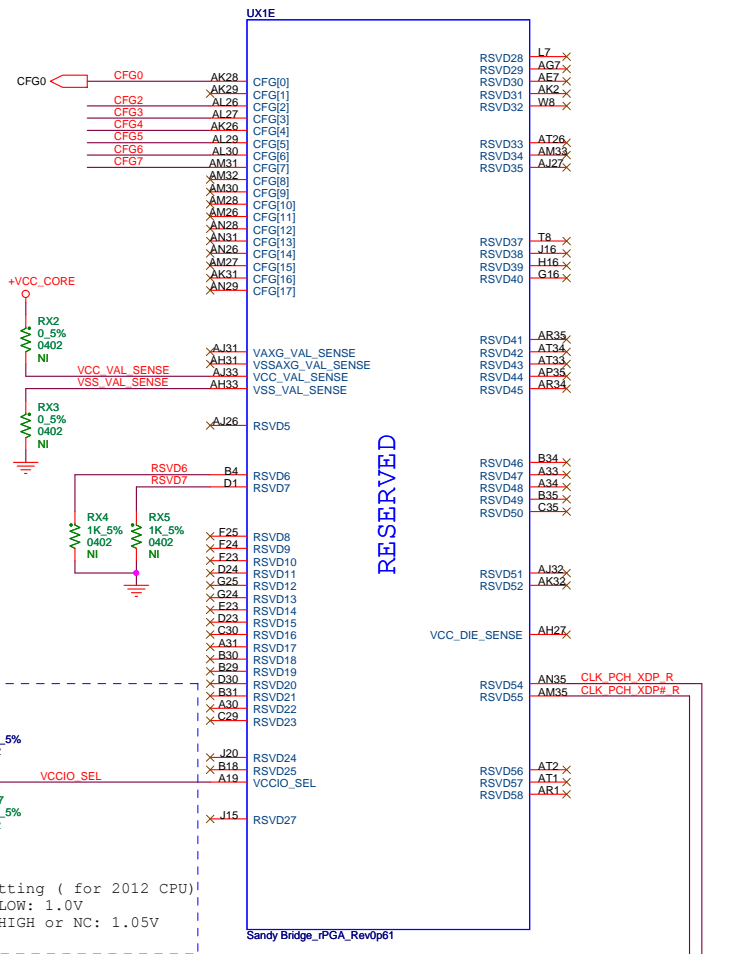 UX1E
CFG0
CFG0 AK28 CFG[0]
AK29 CFG[1]
CFG2 AL26 CFG[2]
CFG3 AL27 CFG[3]
CFG4 AK26 CFG[4]
CFG5 AL29 CFG[5]
CFG6 AL30 CFG[6]
CFG7 AM31 CFG[7]
AM32 CFG[8]
AM30 CFG[9]
AM28 CFG[10]
AM26 CFG[11]
AN28 CFG[12]
AN31 CFG[13]
AN26 CFG[14]
AM27 CFG[15]
AK31 CFG[16]
AN29 CFG[17]
+VCC_CORE
RX2
0_5%
0402
NI
AJ31 VAXG_VAL_SENSE
AH31 VSSAXG_VAL_SENSE
VCC_VAL_SENSE AJ33 VCC_VAL_SENSE
VSS_VAL_SENSE AH33 VSS_VAL_SENSE
RX3
0_5%
0402
NI
AJ26 RSVD5
RSVD6 B4 RSVD6
RSVD7 D1 RSVD7
RX4
1K_5%
0402
NI
RX5
1K_5%
0402
NI
F25 RSVD8
F24 RSVD9
F23 RSVD10
D24 RSVD11
G25 RSVD12
G24 RSVD13
E23 RSVD14
D23 RSVD15
C30 RSVD16
A31 RSVD17
B30 RSVD18
B29 RSVD19
D30 RSVD20
B31 RSVD21
A30 RSVD22
C29 RSVD23
J20 RSVD24
B18 RSVD25
VCCIO_SEL A19 VCCIO_SEL
J15 RSVD27
_5%
_5%
tting ( for 2012 CPU)
LOW: 1.0V
HIGH or NC: 1.05V
RESERVED
RSVD28 L7
RSVD29 AG7
RSVD30 AE7
RSVD31 AK2
RSVD32 W8
RSVD33 AT26
RSVD34 AM33
RSVD35 AJ27
RSVD37 T8
RSVD38 J16
RSVD39 H16
RSVD40 G16
RSVD41 AR35
RSVD42 AT34
RSVD43 AT33
RSVD44 AP35
RSVD45 AR34
RSVD46 B34
RSVD47 A33
RSVD48 A34
RSVD49 B35
RSVD50 C35
RSVD51 AJ32
RSVD52 AK32
VCC_DIE_SENSE AH27
RSVD54 AN35 CLK_PCH_XDP_R
RSVD55 AM35 CLK_PCH_XDP#_R
RSVD56 AT2
RSVD57 AT1
RSVD58 AR1
Sandy Bridge_rPGA_Rev0p61